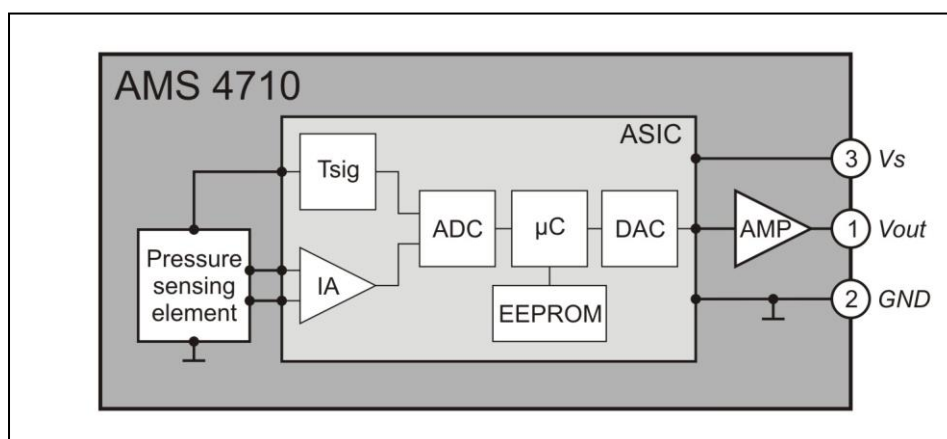 AMS 4710
ASIC
Tsig
3 Vs
ADC
µC
DAC
AMP
1 Vout
Pressure
sensing
element
IA
EEPROM
2 GND